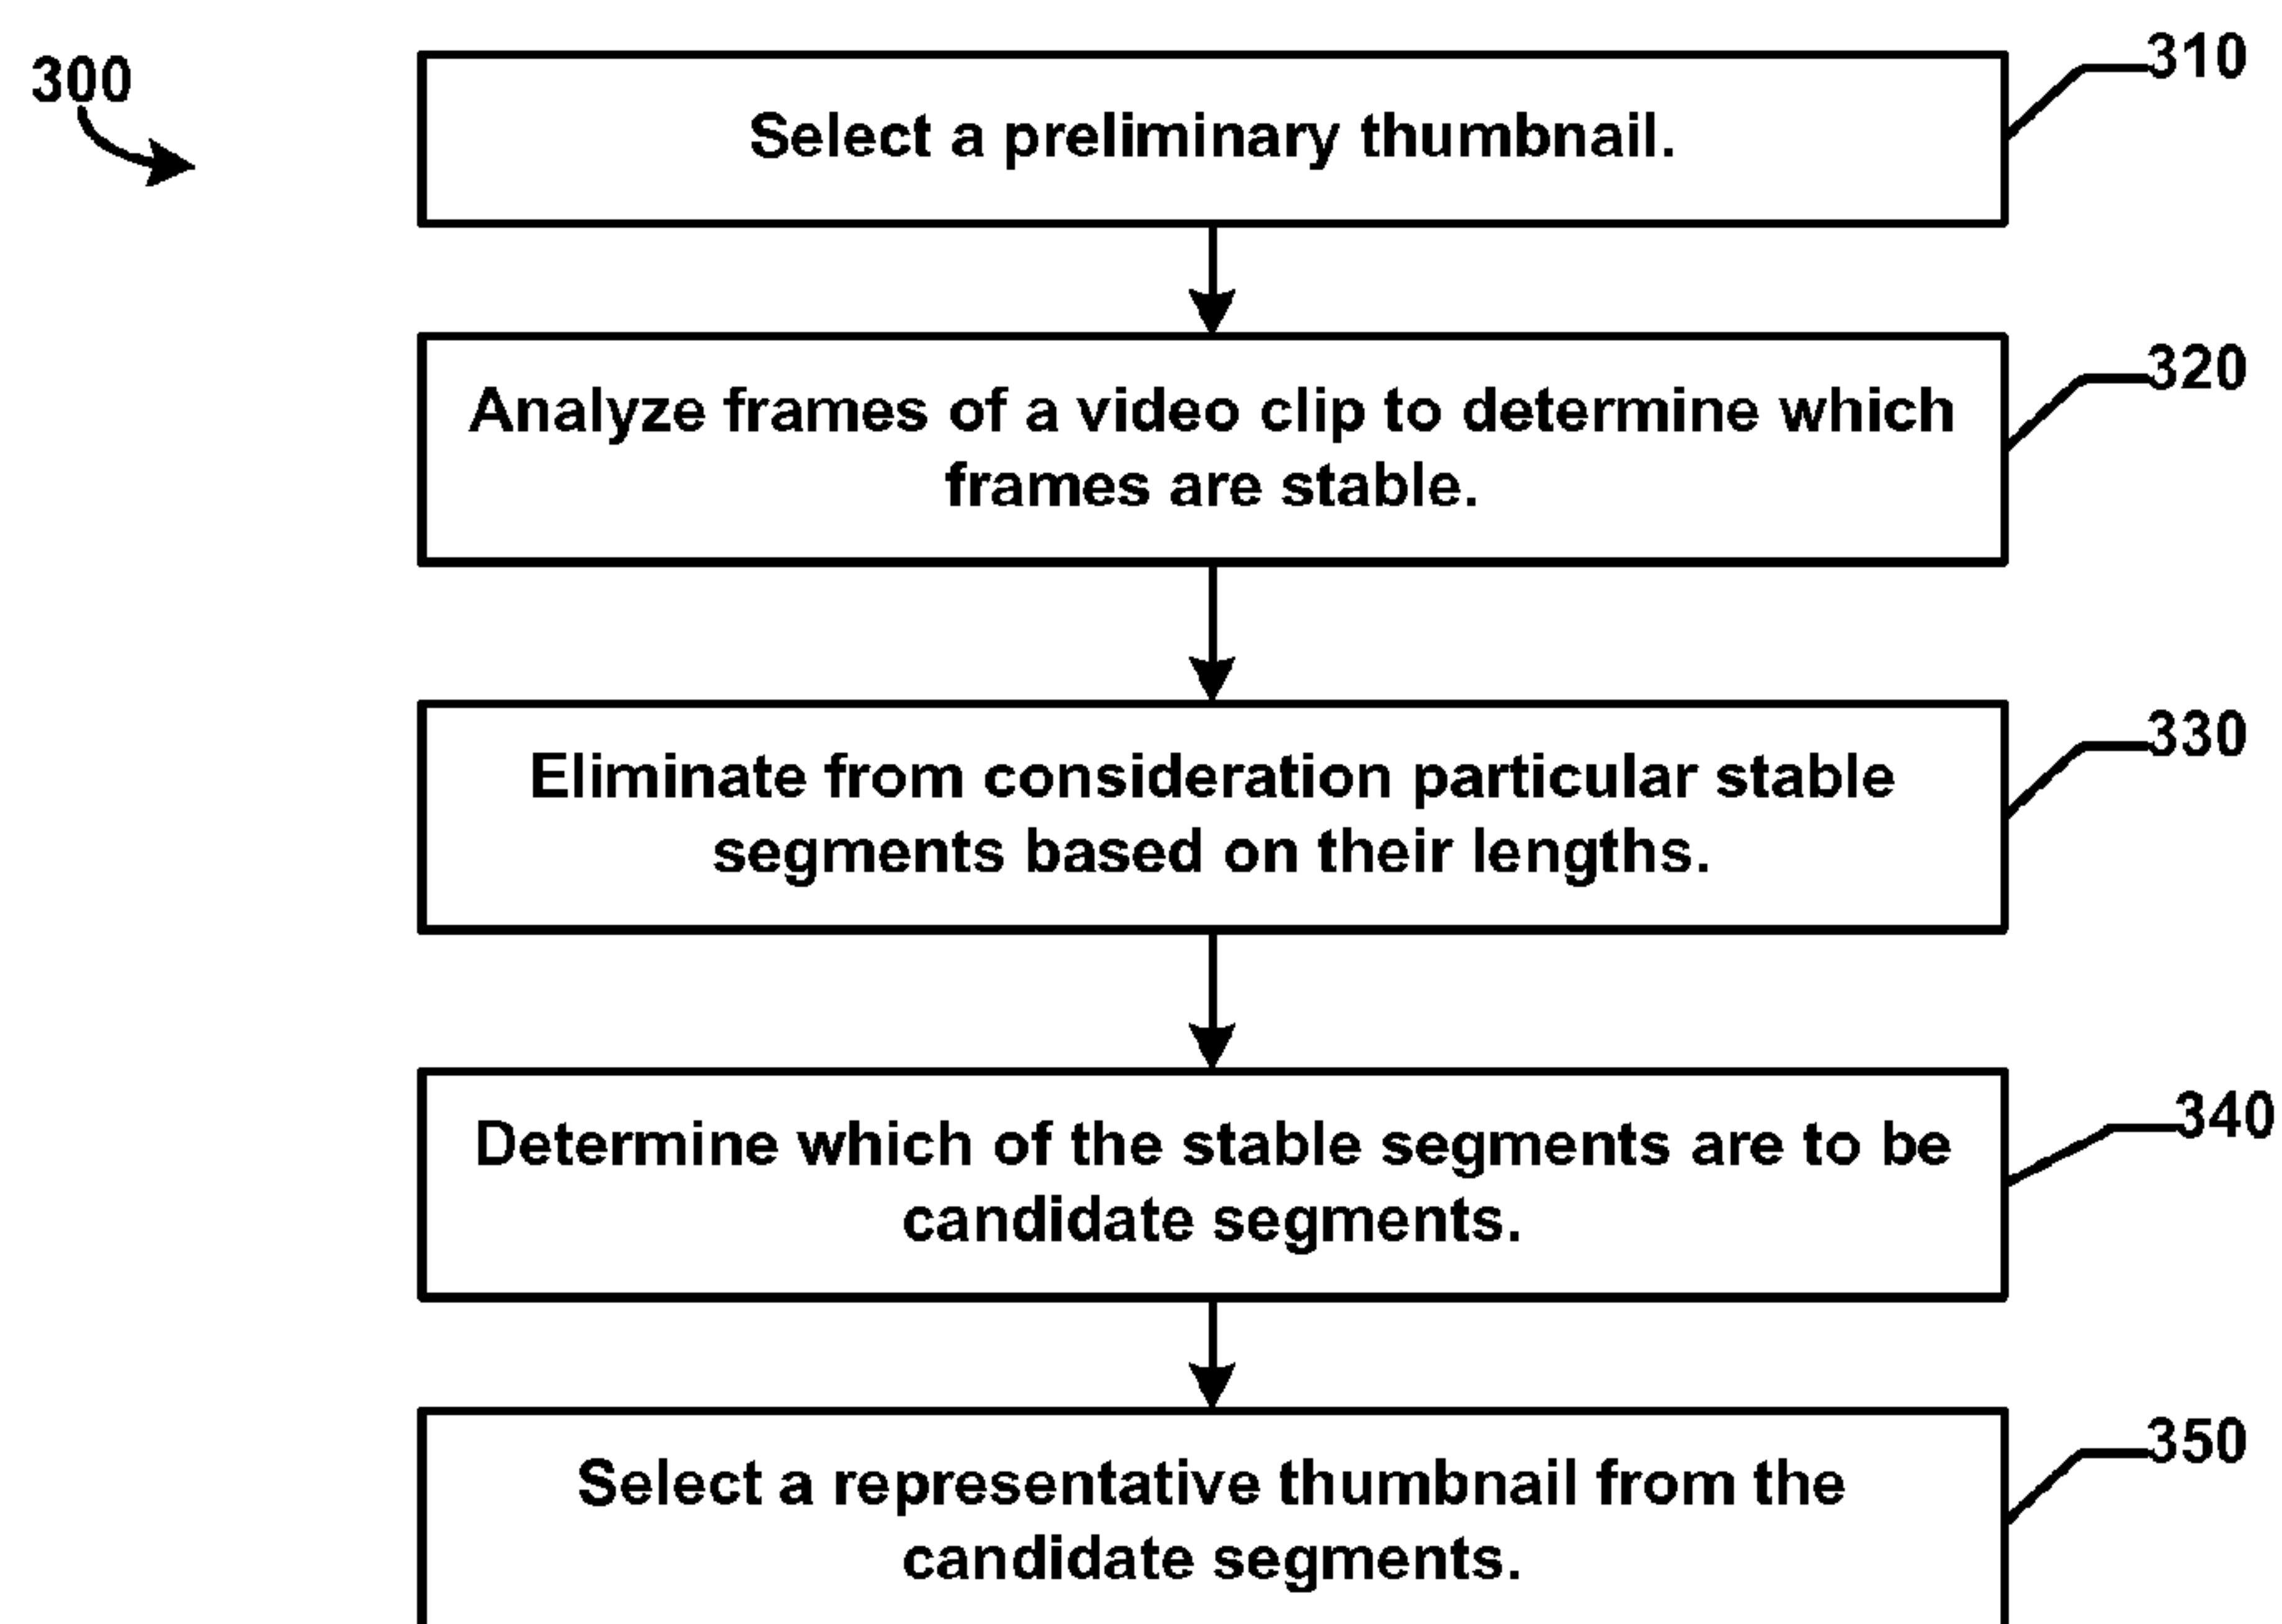 300
310
Select a preliminary thumbnail.
320
Analyze frames of a video clip to determine which
frames are stable.
330
Eliminate from consideration particular stable
segments based on their lengths.
340
Determine which of the stable segments are to be
candidate segments.
350
Select a representative thumbnail from the
candidate segments.